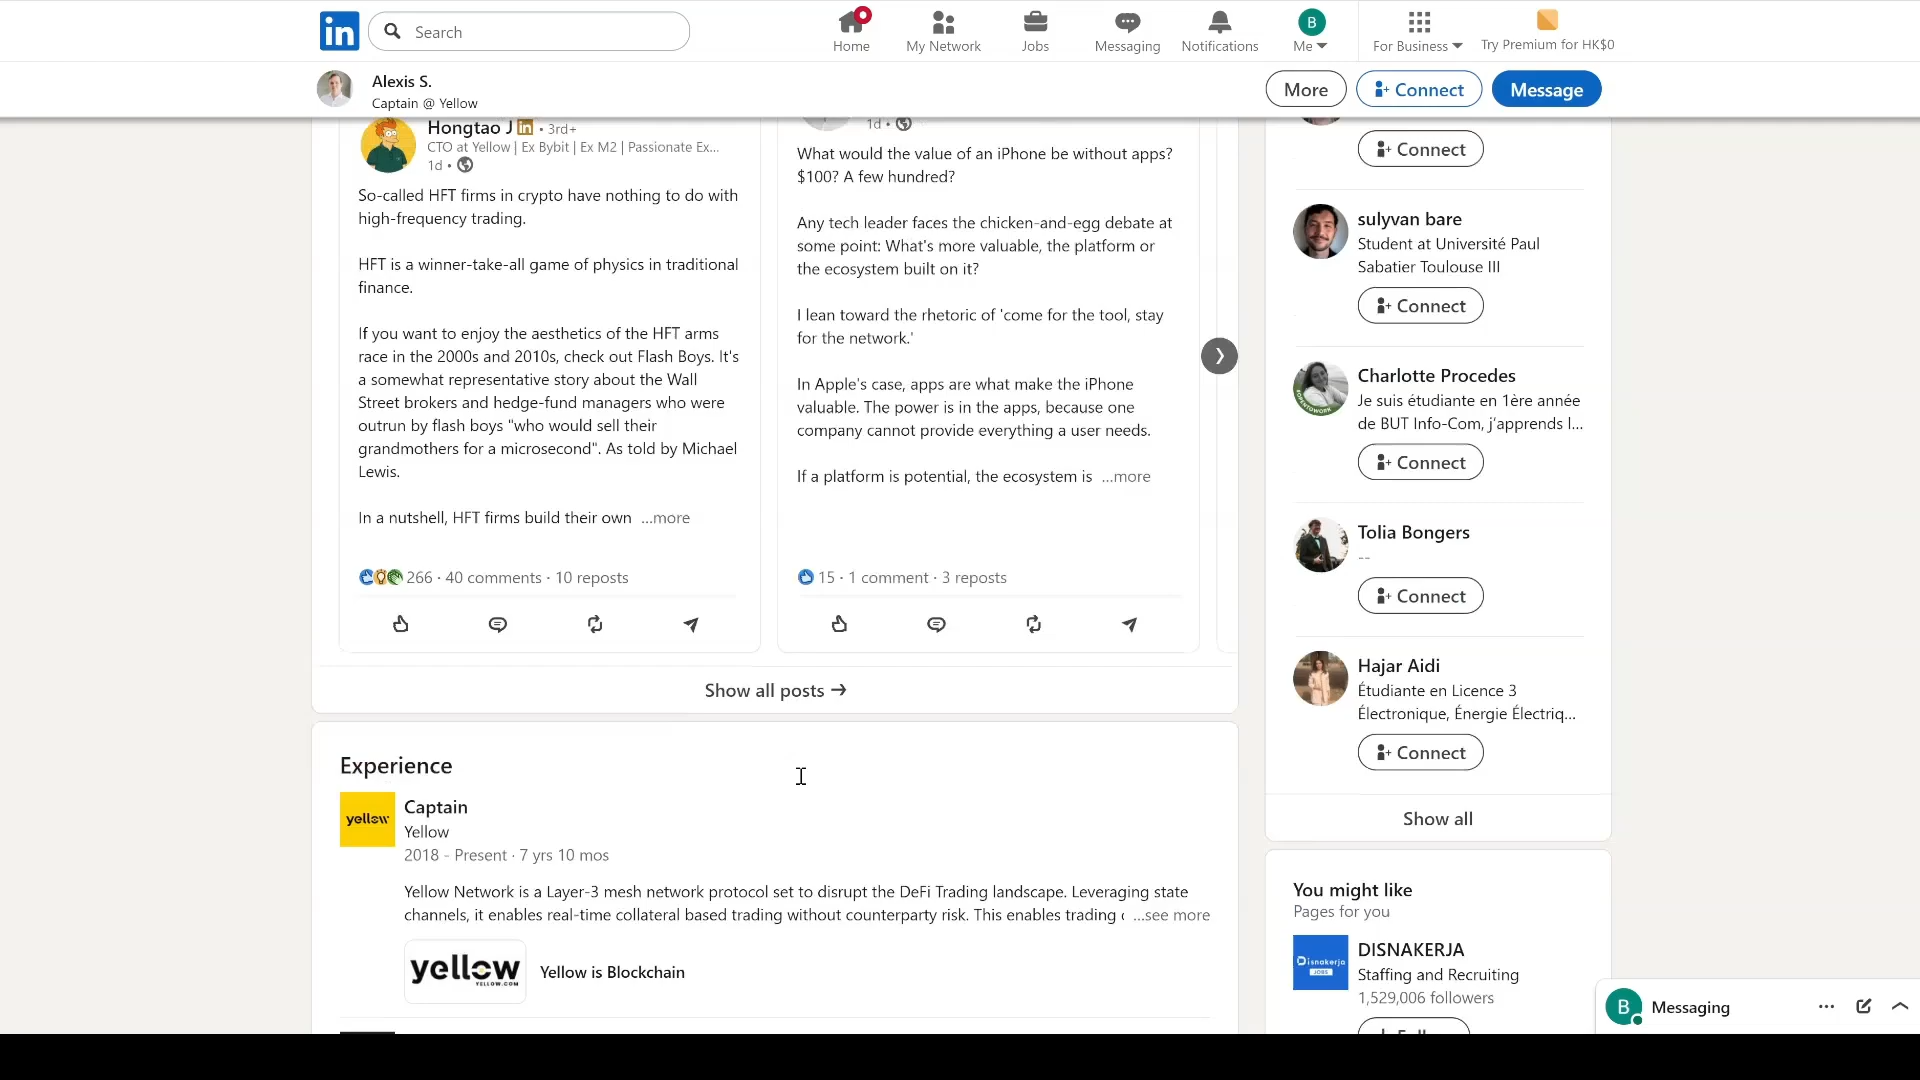 in
Search
Home
My Network
Jobs
Messaging
Notifications
B
Me
For Business
Try Premium for HK$0
Alexis S.
Captain @ Yellow
More
Connect
Message
Hongtao J in • 3rd+
CTO at Yellow | Ex Bybit | Ex M2 | Passionate Ex...
1d •
So-called HFT firms in crypto have nothing to do with
high-frequency trading.
HFT is a winner-take-all game of physics in traditional
finance.
If you want to enjoy the aesthetics of the HFT arms
race in the 2000s and 2010s, check out Flash Boys. It's
a somewhat representative story about the Wall
Street brokers and hedge-fund managers who were
outrun by flash boys "who would sell their
grandmothers for a microsecond". As told by Michael
Lewis.
In a nutshell, HFT firms build their own ...more
266 · 40 comments · 10 reposts
1d •
What would the value of an iPhone be without apps?
$100? A few hundred?
Any tech leader faces the chicken-and-egg debate at
some point: What's more valuable, the platform or
the ecosystem built on it?
I lean toward the rhetoric of 'come for the tool, stay
for the network.'
In Apple's case, apps are what make the iPhone
valuable. The power is in the apps, because one
company cannot provide everything a user needs.
If a platform is potential, the ecosystem is ...more
15 · 1 comment · 3 reposts
Show all posts →
Experience
yellow
Captain
Yellow
2018 - Present · 7 yrs 10 mos
Yellow Network is a Layer-3 mesh network protocol set to disrupt the DeFi Trading landscape. Leveraging state
channels, it enables real-time collateral based trading without counterparty risk. This enables trading ...see more
yellow
YELLOW.COM
Yellow is Blockchain
Connect
sulyvan bare
Student at Université Paul
Sabatier Toulouse III
Connect
Charlotte Procedes
Je suis étudiante en 1ère année
de BUT Info-Com, j'apprends l...
#OPENTOWORK
Connect
Tolia Bongers
--
Connect
Hajar Aidi
Étudiante en Licence 3
Électronique, Énergie Électriq...
Connect
Show all
You might like
Pages for you
Disnakerja
JOBS
DISNAKERJA
Staffing and Recruiting
1,529,006 followers
B
Messaging